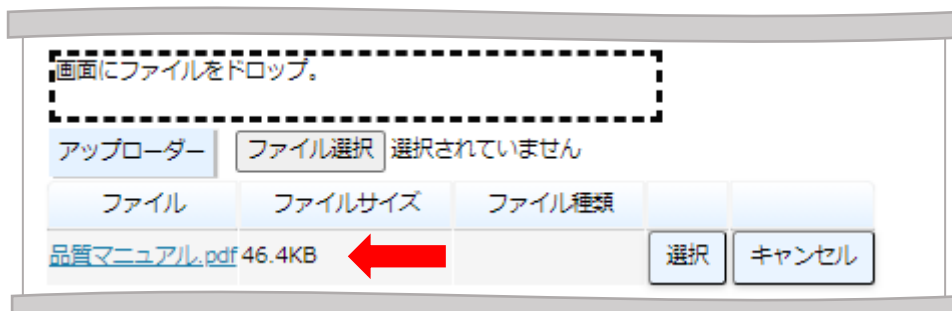 画面にファイルをドロップ。
アップローダー ファイル選択 選択されていません
ファイル ファイルサイズ ファイル種類
品質マニュアル.pdf 46.4KB 選択 キャンセル